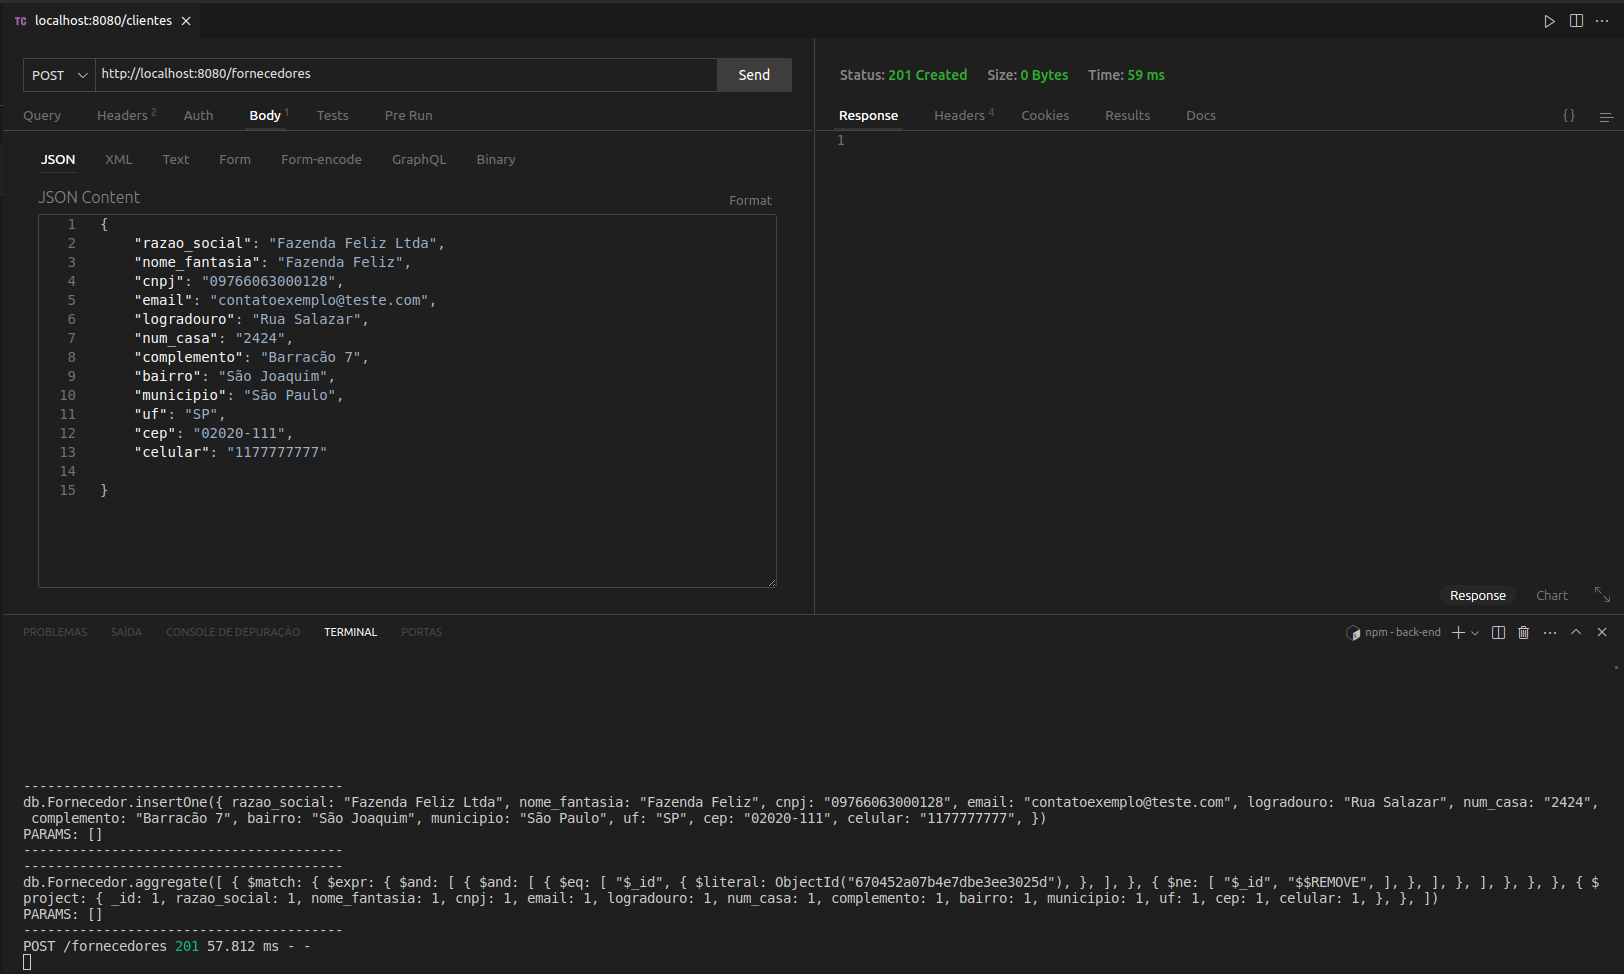 TC localhost:8080/clientes
POST http://localhost:8080/fornecedores Send
Query Headers 2 Auth Body 1 Tests Pre Run
JSON XML Text Form Form-encode GraphQL Binary
JSON Content
Format
1 {
2 "razao_social": "Fazenda Feliz Ltda",
3 "nome_fantasia": "Fazenda Feliz",
4 "cnpj": "09766063000128",
5 "email": "contatoexemplo@teste.com",
6 "logradouro": "Rua Salazar",
7 "num_casa": "2424",
8 "complemento": "Barracão 7",
9 "bairro": "São Joaquim",
10 "municipio": "São Paulo",
11 "uf": "SP",
12 "cep": "02020-111",
13 "celular": "1177777777"
14
15 }
Status: 201 Created Size: 0 Bytes Time: 59 ms
Response Headers 4 Cookies Results Docs {}
1
Response Chart
PROBLEMAS SAÍDA CONSOLE DE DEPURAÇÃO TERMINAL PORTAS
npm - back-end
----------------------------------------
db.Fornecedor.insertOne({ razao_social: "Fazenda Feliz Ltda", nome_fantasia: "Fazenda Feliz", cnpj: "09766063000128", email: "contatoexemplo@teste.com", logradouro: "Rua Salazar", num_casa: "2424",
complemento: "Barracão 7", bairro: "São Joaquim", municipio: "São Paulo", uf: "SP", cep: "02020-111", celular: "1177777777", })
PARAMS: []
----------------------------------------
----------------------------------------
db.Fornecedor.aggregate([ { $match: { $expr: { $and: [ { $and: [ { $eq: [ "$_id", { $literal: ObjectId("670452a07b4e7dbe3ee3025d"), }, ], }, { $ne: [ "$_id", "$$REMOVE", ], }, ], }, ], }, }, }, { $
project: { _id: 1, razao_social: 1, nome_fantasia: 1, cnpj: 1, email: 1, logradouro: 1, num_casa: 1, complemento: 1, bairro: 1, municipio: 1, uf: 1, cep: 1, celular: 1, }, }, ])
PARAMS: []
----------------------------------------
POST /fornecedores 201 57.812 ms - -